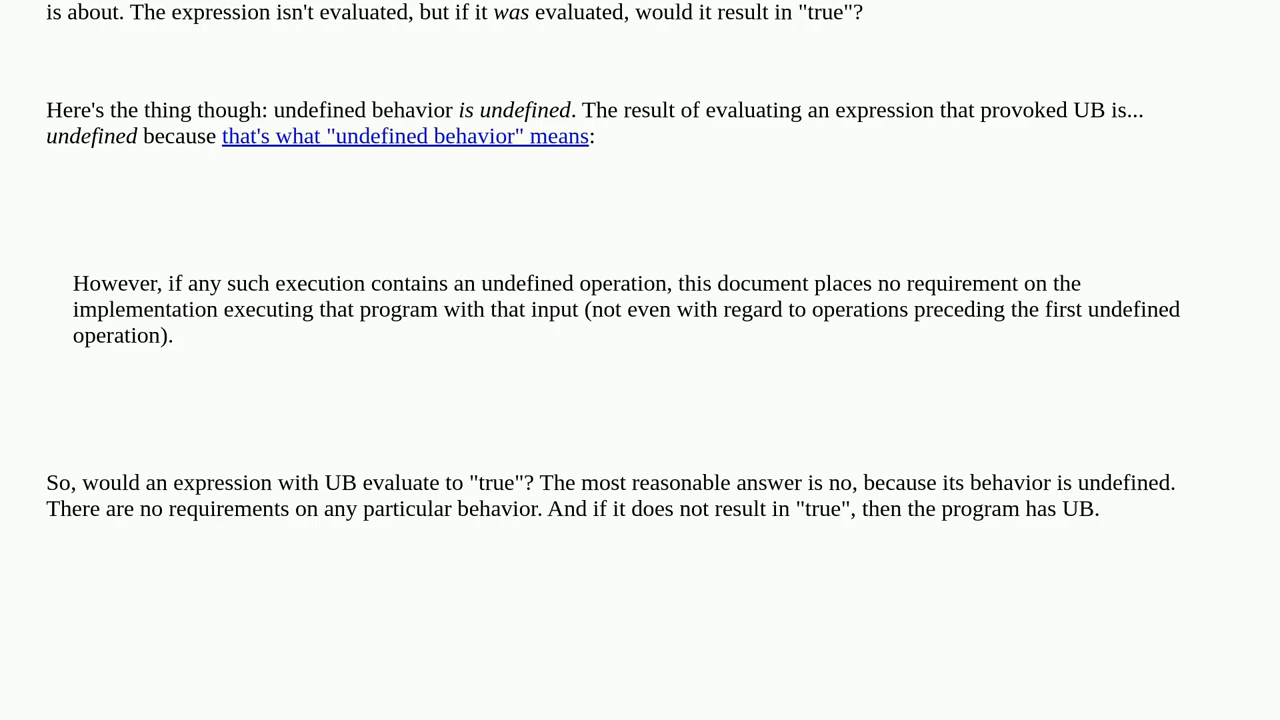 is about. The expression isn't evaluated, but if it was evaluated, would it result in "true"?
Here's the thing though: undefined behavior is undefined. The result of evaluating an expression that provoked UB is...
undefined because that's what "undefined behavior" means:
However, if any such execution contains an undefined operation, this document places no requirement on the
implementation executing that program with that input (not even with regard to operations preceding the first undefined
operation).
So, would an expression with UB evaluate to "true"? The most reasonable answer is no, because its behavior is undefined.
There are no requirements on any particular behavior. And if it does not result in "true", then the program has UB.